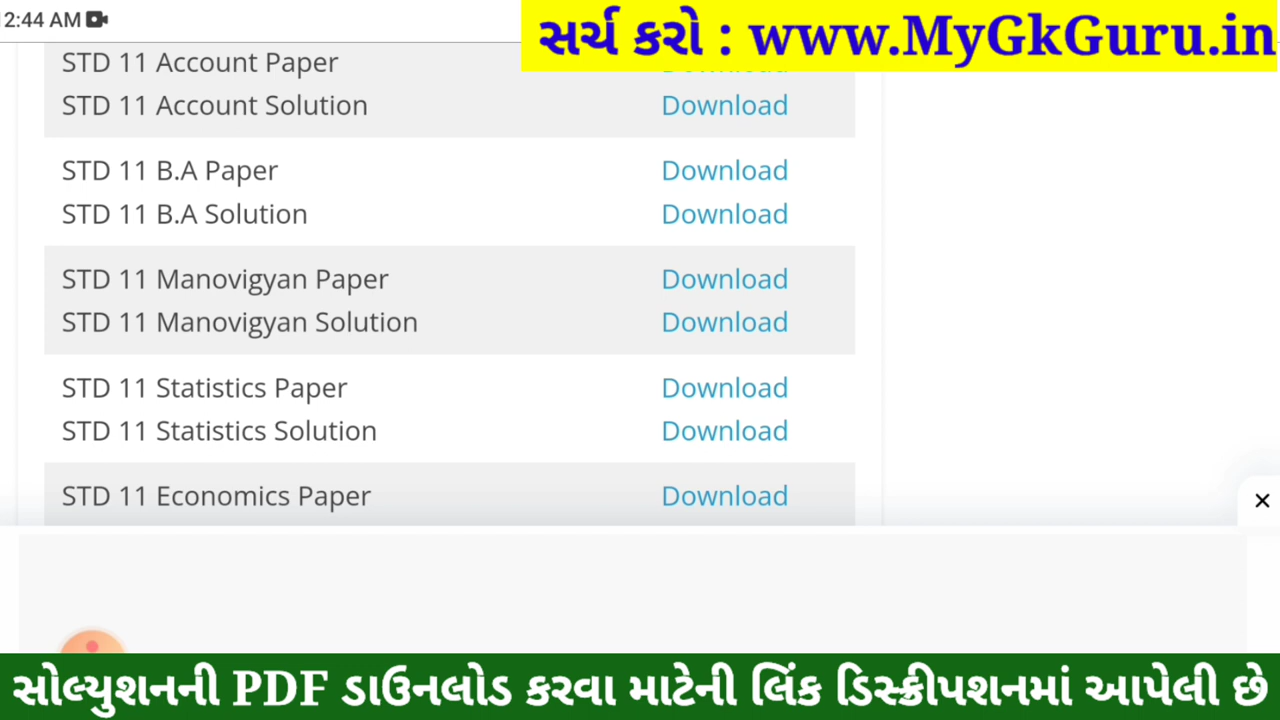 12:44 AM
સર્ચ કરો : www.MyGkGuru.in
STD 11 Account Paper
STD 11 Account Solution Download
STD 11 B.A Paper Download
STD 11 B.A Solution Download
STD 11 Manovigyan Paper Download
STD 11 Manovigyan Solution Download
STD 11 Statistics Paper Download
STD 11 Statistics Solution Download
STD 11 Economics Paper Download
સોલ્યુશનની PDF ડાઉનલોડ કરવા માટેની લિંક ડિસ્ક્રીપશનમાં આપેલી છે